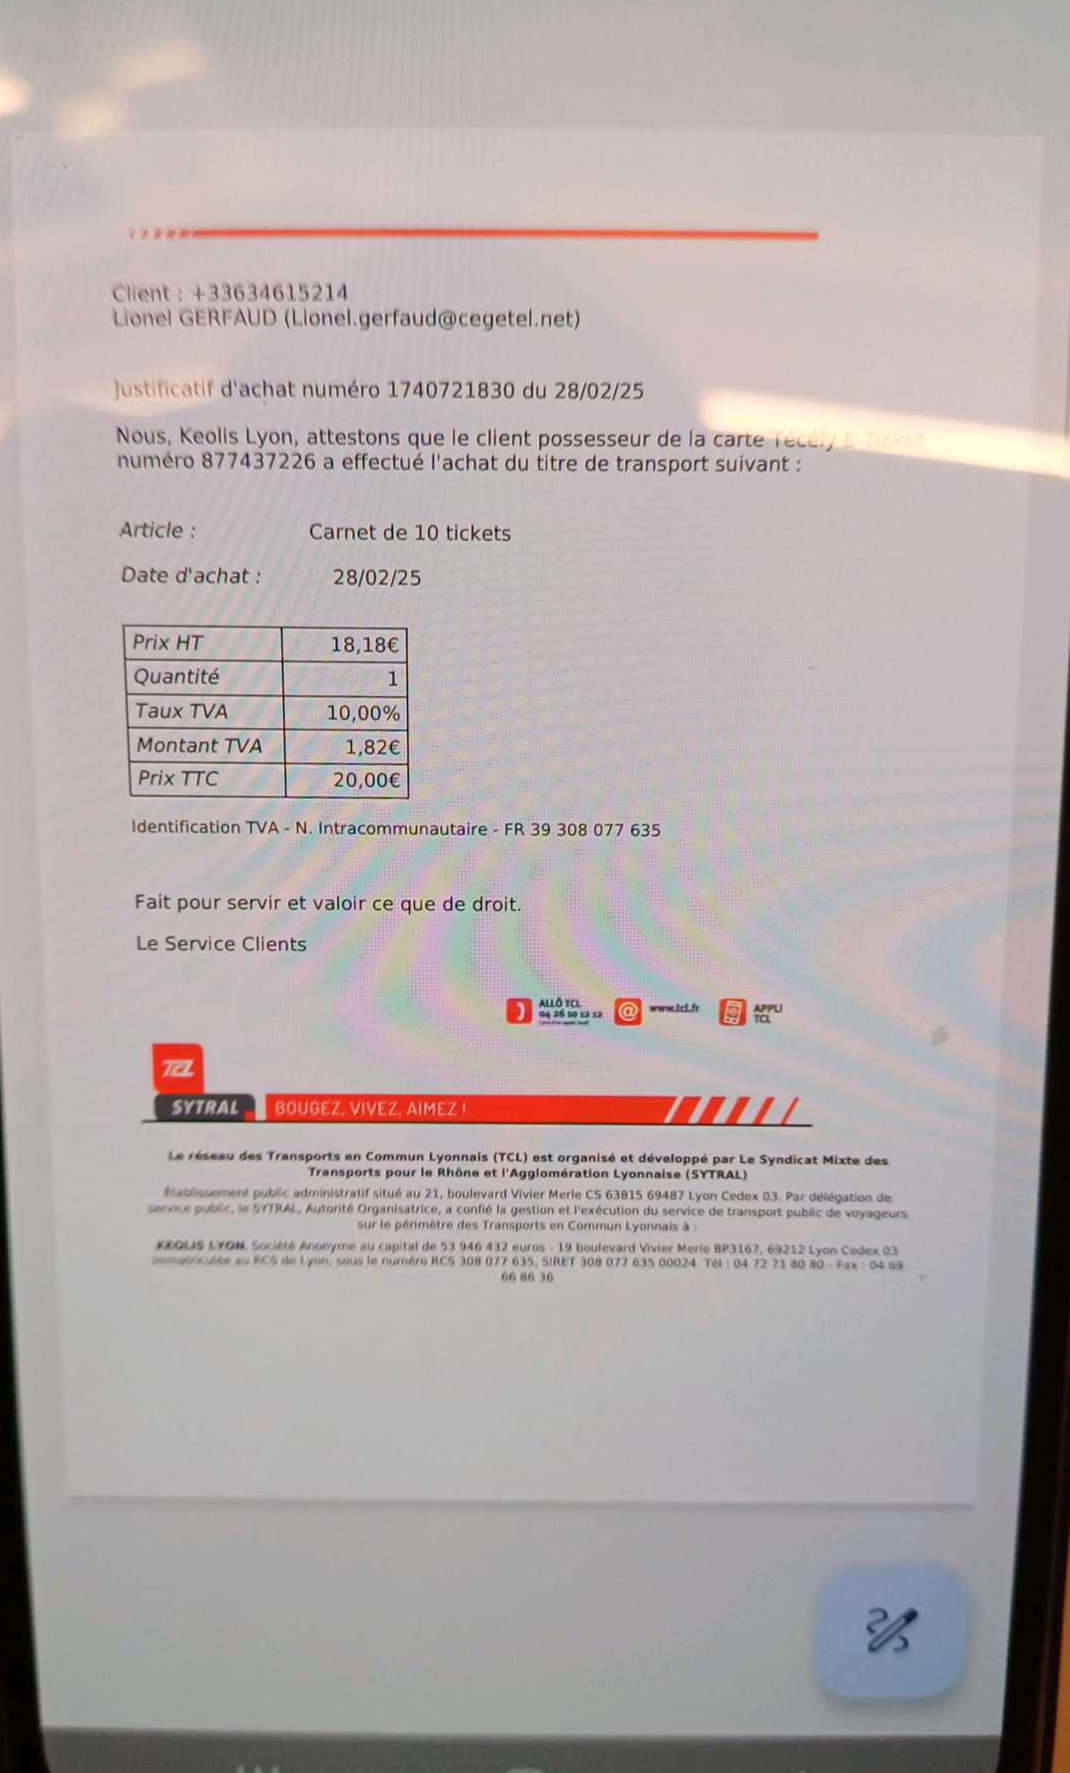 Client : +33634615214
Lionel GERFAUD (Lionel.gerfaud@cegetel.net)
Justificatif d'achat numéro 1740721830 du 28/02/25
Nous, Keolis Lyon, attestons que le client possesseur de la carte Técély E-Ticket
numéro 877437226 a effectué l'achat du titre de transport suivant :
Article : Carnet de 10 tickets
Date d'achat : 28/02/25
Prix HT 18,18€
Quantité 1
Taux TVA 10,00%
Montant TVA 1,82€
Prix TTC 20,00€
Identification TVA - N. Intracommunautaire - FR 39 308 077 635
Fait pour servir et valoir ce que de droit.
Le Service Clients
ALLÔ TCL www.tcl.fr APPLI
04 26 10 12 12 TCL
TCL
SYTRAL BOUGEZ, VIVEZ, AIMEZ !
Le réseau des Transports en Commun Lyonnais (TCL) est organisé et développé par Le Syndicat Mixte des
Transports pour le Rhône et l'Agglomération Lyonnaise (SYTRAL)
Établissement public administratif situé au 21, boulevard Vivier Merle CS 63815 69487 Lyon Cedex 03. Par délégation de
service public, le SYTRAL, Autorité Organisatrice, a confié la gestion et l'exécution du service de transport public de voyageurs
sur le périmètre des Transports en Commun Lyonnais à :
KEOLIS LYON, Société Anonyme au capital de 53 946 432 euros - 19 boulevard Vivier Merle BP3167, 69212 Lyon Cedex 03
immatriculée au RCS de Lyon, sous le numéro RCS 308 077 635, SIRET 308 077 635 00024. Tél : 04 72 71 80 80 - Fax : 04 69
66 86 36